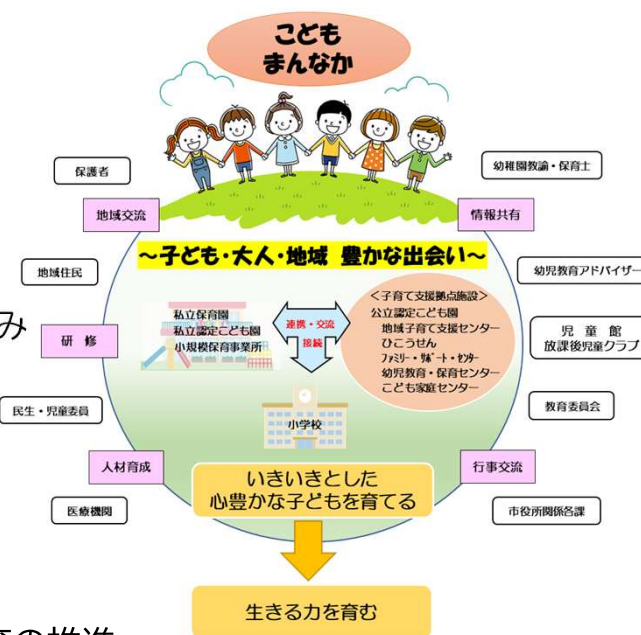 こども
まんなか
保護者
幼稚園教諭・保育士
地域交流
情報共有
～子ども・大人・地域 豊かな出会い～
地域住民
幼児教育アドバイザー
み
研 修
私立保育園
私立認定こども園
小規模保育事業所
連携・交流
接続
＜子育て支援拠点施設＞
公立認定こども園
地域子育て支援センター
ひこうせん
ファミリー・サポート・センター
幼児教育・保育センター
こども家庭センター
児 童 館
放課後児童クラブ
民生・児童委員
教育委員会
小学校
人材育成
行事交流
いきいきとした
心豊かな子どもを育てる
医療機関
市役所関係各課
生きる力を育む